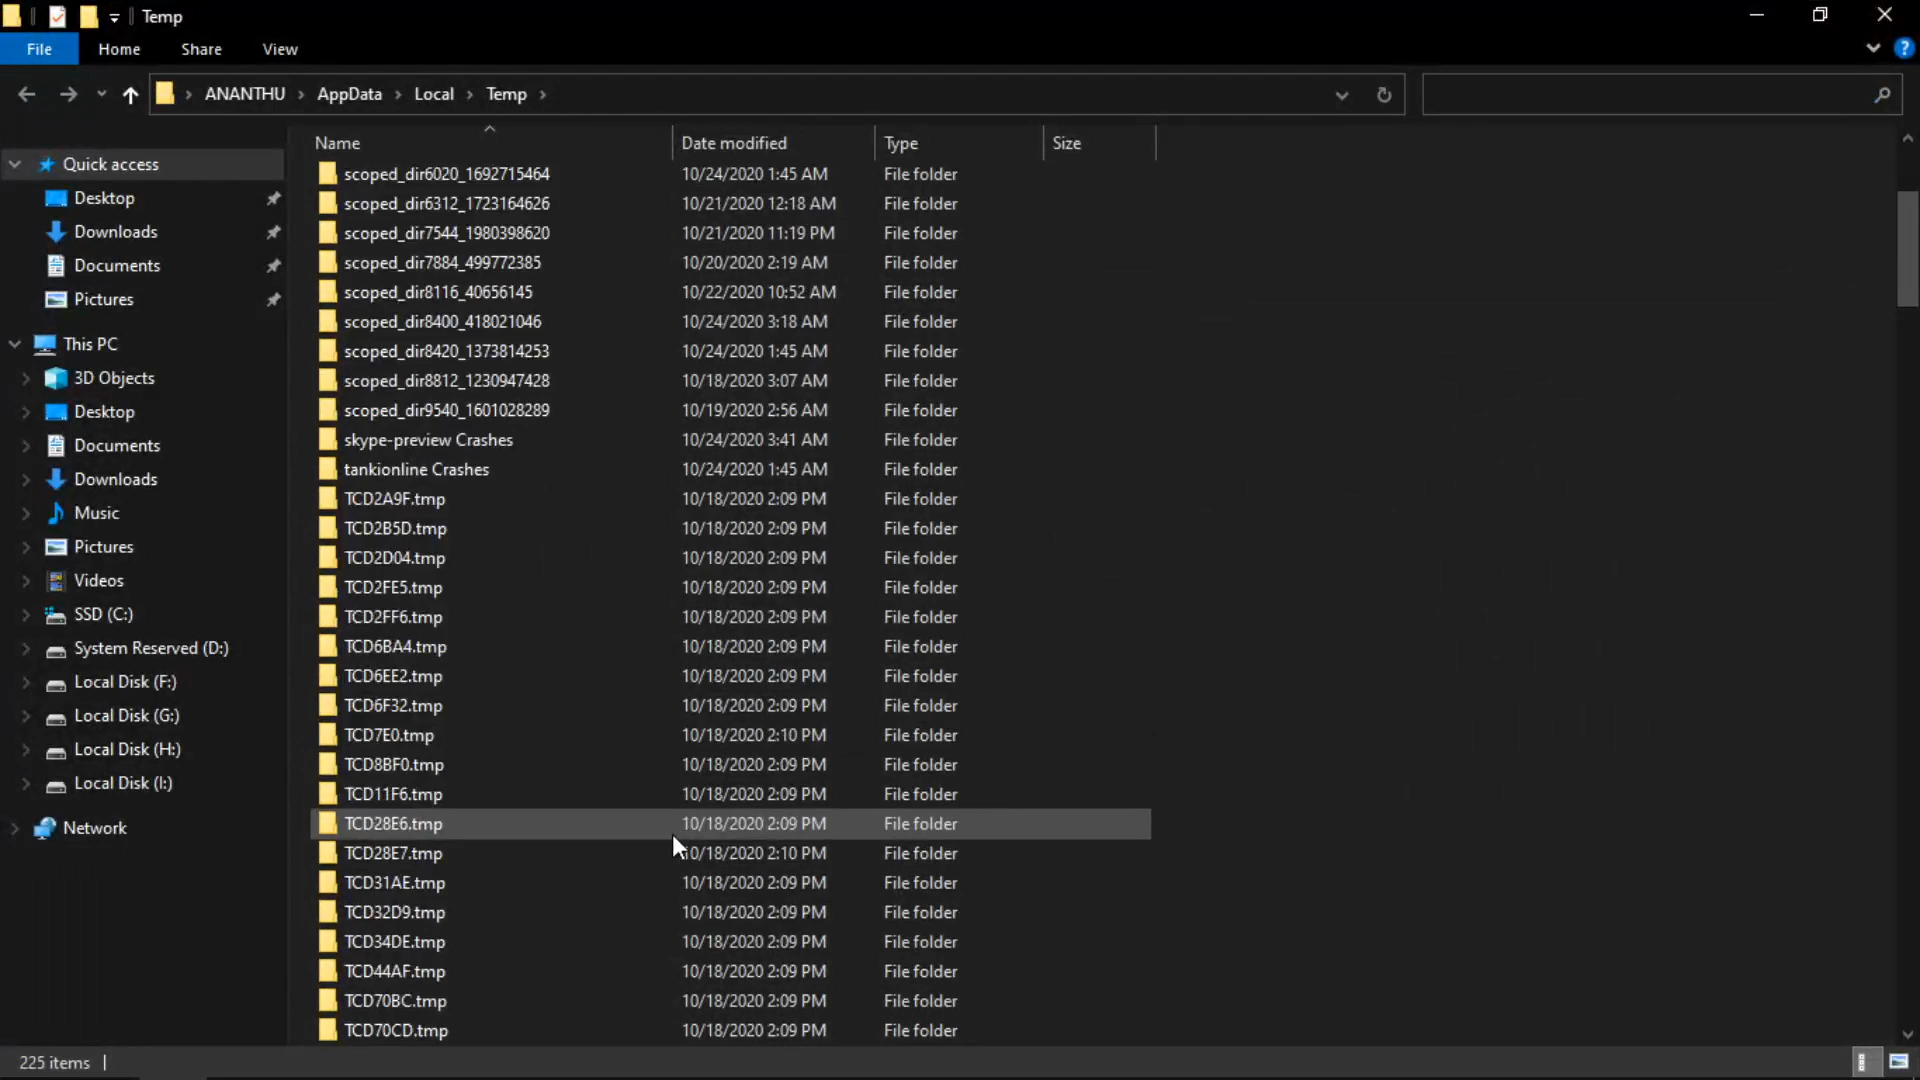 Temp
File Home Share View
ANANTHU AppData Local Temp
Name Date modified Type Size
Quick access
Desktop
Downloads
Documents
Pictures
This PC
3D Objects
Desktop
Documents
Downloads
Music
Pictures
Videos
SSD (C:)
System Reserved (D:)
Local Disk (F:)
Local Disk (G:)
Local Disk (H:)
Local Disk (I:)
Network
scoped_dir6020_1692715464 10/24/2020 1:45 AM File folder
scoped_dir6312_1723164626 10/21/2020 12:18 AM File folder
scoped_dir7544_1980398620 10/21/2020 11:19 PM File folder
scoped_dir7884_499772385 10/20/2020 2:19 AM File folder
scoped_dir8116_40656145 10/22/2020 10:52 AM File folder
scoped_dir8400_418021046 10/24/2020 3:18 AM File folder
scoped_dir8420_1373814253 10/24/2020 1:45 AM File folder
scoped_dir8812_1230947428 10/18/2020 3:07 AM File folder
scoped_dir9540_1601028289 10/19/2020 2:56 AM File folder
skype-preview Crashes 10/24/2020 3:41 AM File folder
tankionline Crashes 10/24/2020 1:45 AM File folder
TCD2A9F.tmp 10/18/2020 2:09 PM File folder
TCD2B5D.tmp 10/18/2020 2:09 PM File folder
TCD2D04.tmp 10/18/2020 2:09 PM File folder
TCD2FE5.tmp 10/18/2020 2:09 PM File folder
TCD2FF6.tmp 10/18/2020 2:09 PM File folder
TCD6BA4.tmp 10/18/2020 2:09 PM File folder
TCD6EE2.tmp 10/18/2020 2:09 PM File folder
TCD6F32.tmp 10/18/2020 2:09 PM File folder
TCD7E0.tmp 10/18/2020 2:10 PM File folder
TCD8BF0.tmp 10/18/2020 2:09 PM File folder
TCD11F6.tmp 10/18/2020 2:09 PM File folder
TCD28E6.tmp 10/18/2020 2:09 PM File folder
TCD28E7.tmp 10/18/2020 2:10 PM File folder
TCD31AE.tmp 10/18/2020 2:09 PM File folder
TCD32D9.tmp 10/18/2020 2:09 PM File folder
TCD34DE.tmp 10/18/2020 2:09 PM File folder
TCD44AF.tmp 10/18/2020 2:09 PM File folder
TCD70BC.tmp 10/18/2020 2:09 PM File folder
TCD70CD.tmp 10/18/2020 2:09 PM File folder
225 items